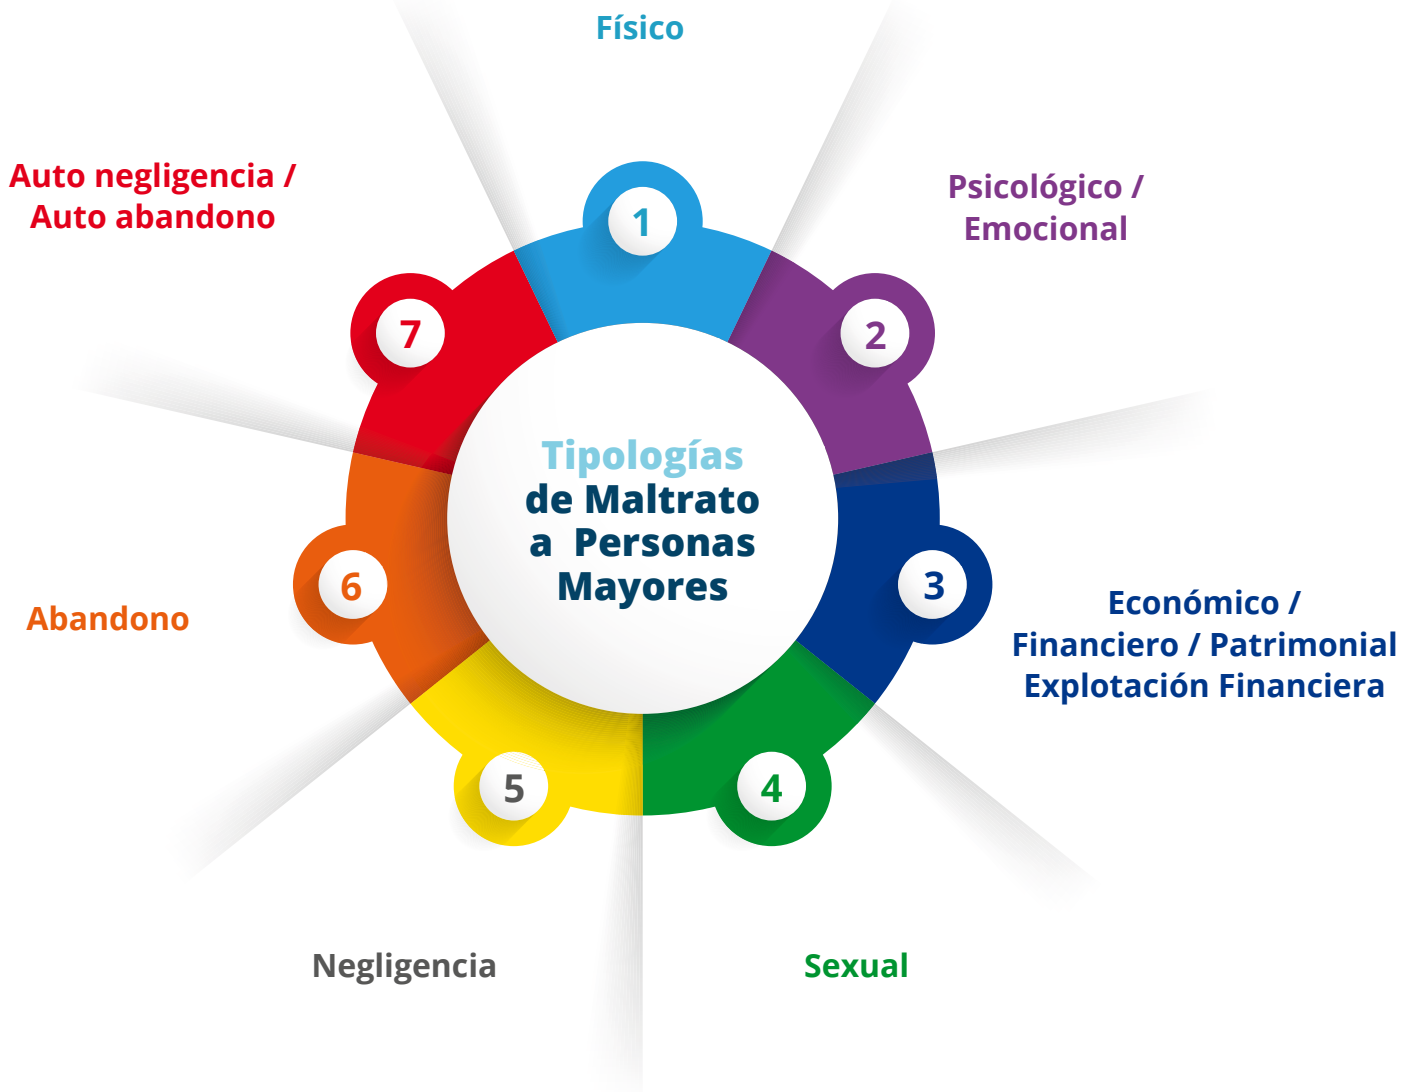 Tipologías
de Maltrato
a Personas
Mayores
1
Físico
2
Psicológico /
Emocional
3
Económico /
Financiero / Patrimonial
Explotación Financiera
4
Sexual
5
Negligencia
6
Abandono
7
Auto negligencia /
Auto abandono